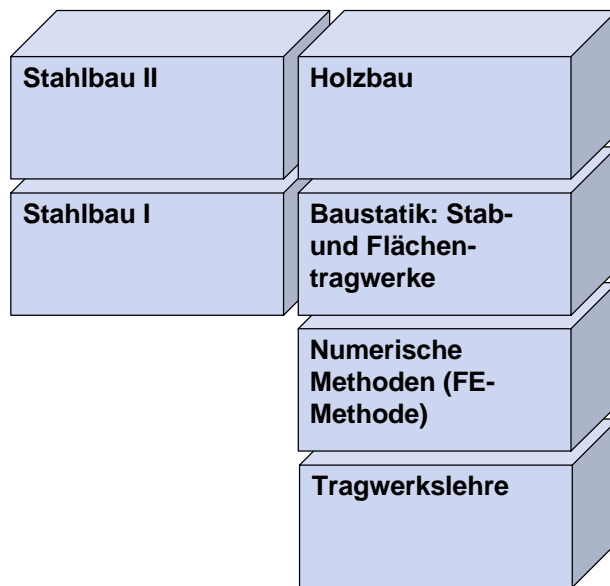 Stahlbau II
Holzbau
Stahlbau I
Baustatik: Stab-
und Flächen-
tragwerke
Numerische
Methoden (FE-
Methode)
Tragwerkslehre